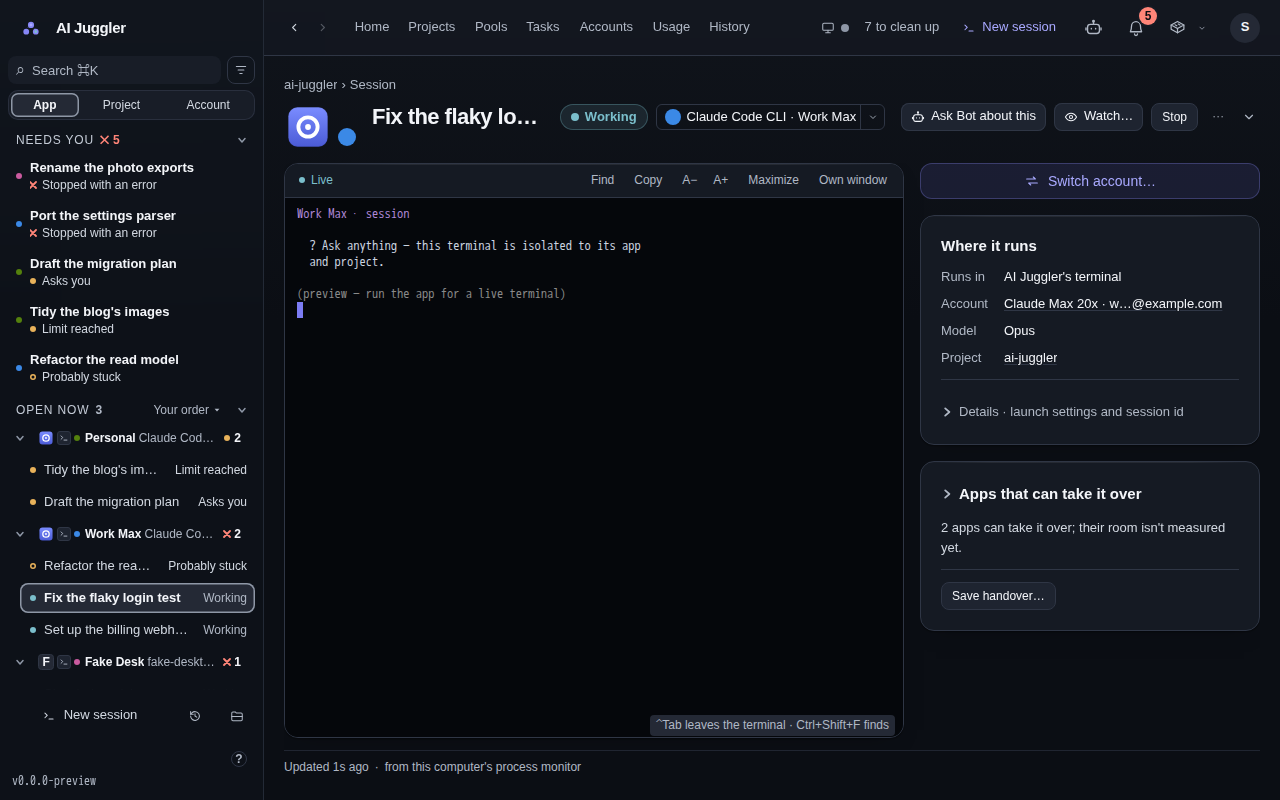 AI Juggler
Search ⌘K
App Project Account
NEEDS YOU 5
Rename the photo exports
Stopped with an error
Port the settings parser
Stopped with an error
Draft the migration plan
Asks you
Tidy the blog's images
Limit reached
Refactor the read model
Probably stuck
OPEN NOW 3 Your order
Personal Claude Cod… 2
Tidy the blog's im… Limit reached
Draft the migration plan Asks you
Work Max Claude Co… 2
Refactor the rea… Probably stuck
Fix the flaky login test Working
Set up the billing webh… Working
F Fake Desk fake-deskt… 1
New session
?
v0.0.0-preview
Home Projects Pools Tasks Accounts Usage History 7 to clean up New session 5 S
ai-juggler › Session
Fix the flaky lo… Working Claude Code CLI · Work Max Ask Bot about this Watch… Stop ···
Live Find Copy A− A+ Maximize Own window
Work Max · session
? Ask anything — this terminal is isolated to its app
and project.
(preview — run the app for a live terminal)
^Tab leaves the terminal · Ctrl+Shift+F finds
Switch account…
Where it runs
Runs in AI Juggler's terminal
Account Claude Max 20x · w…@example.com
Model Opus
Project ai-juggler
Details · launch settings and session id
Apps that can take it over
2 apps can take it over; their room isn't measured
yet.
Save handover…
Updated 1s ago · from this computer's process monitor